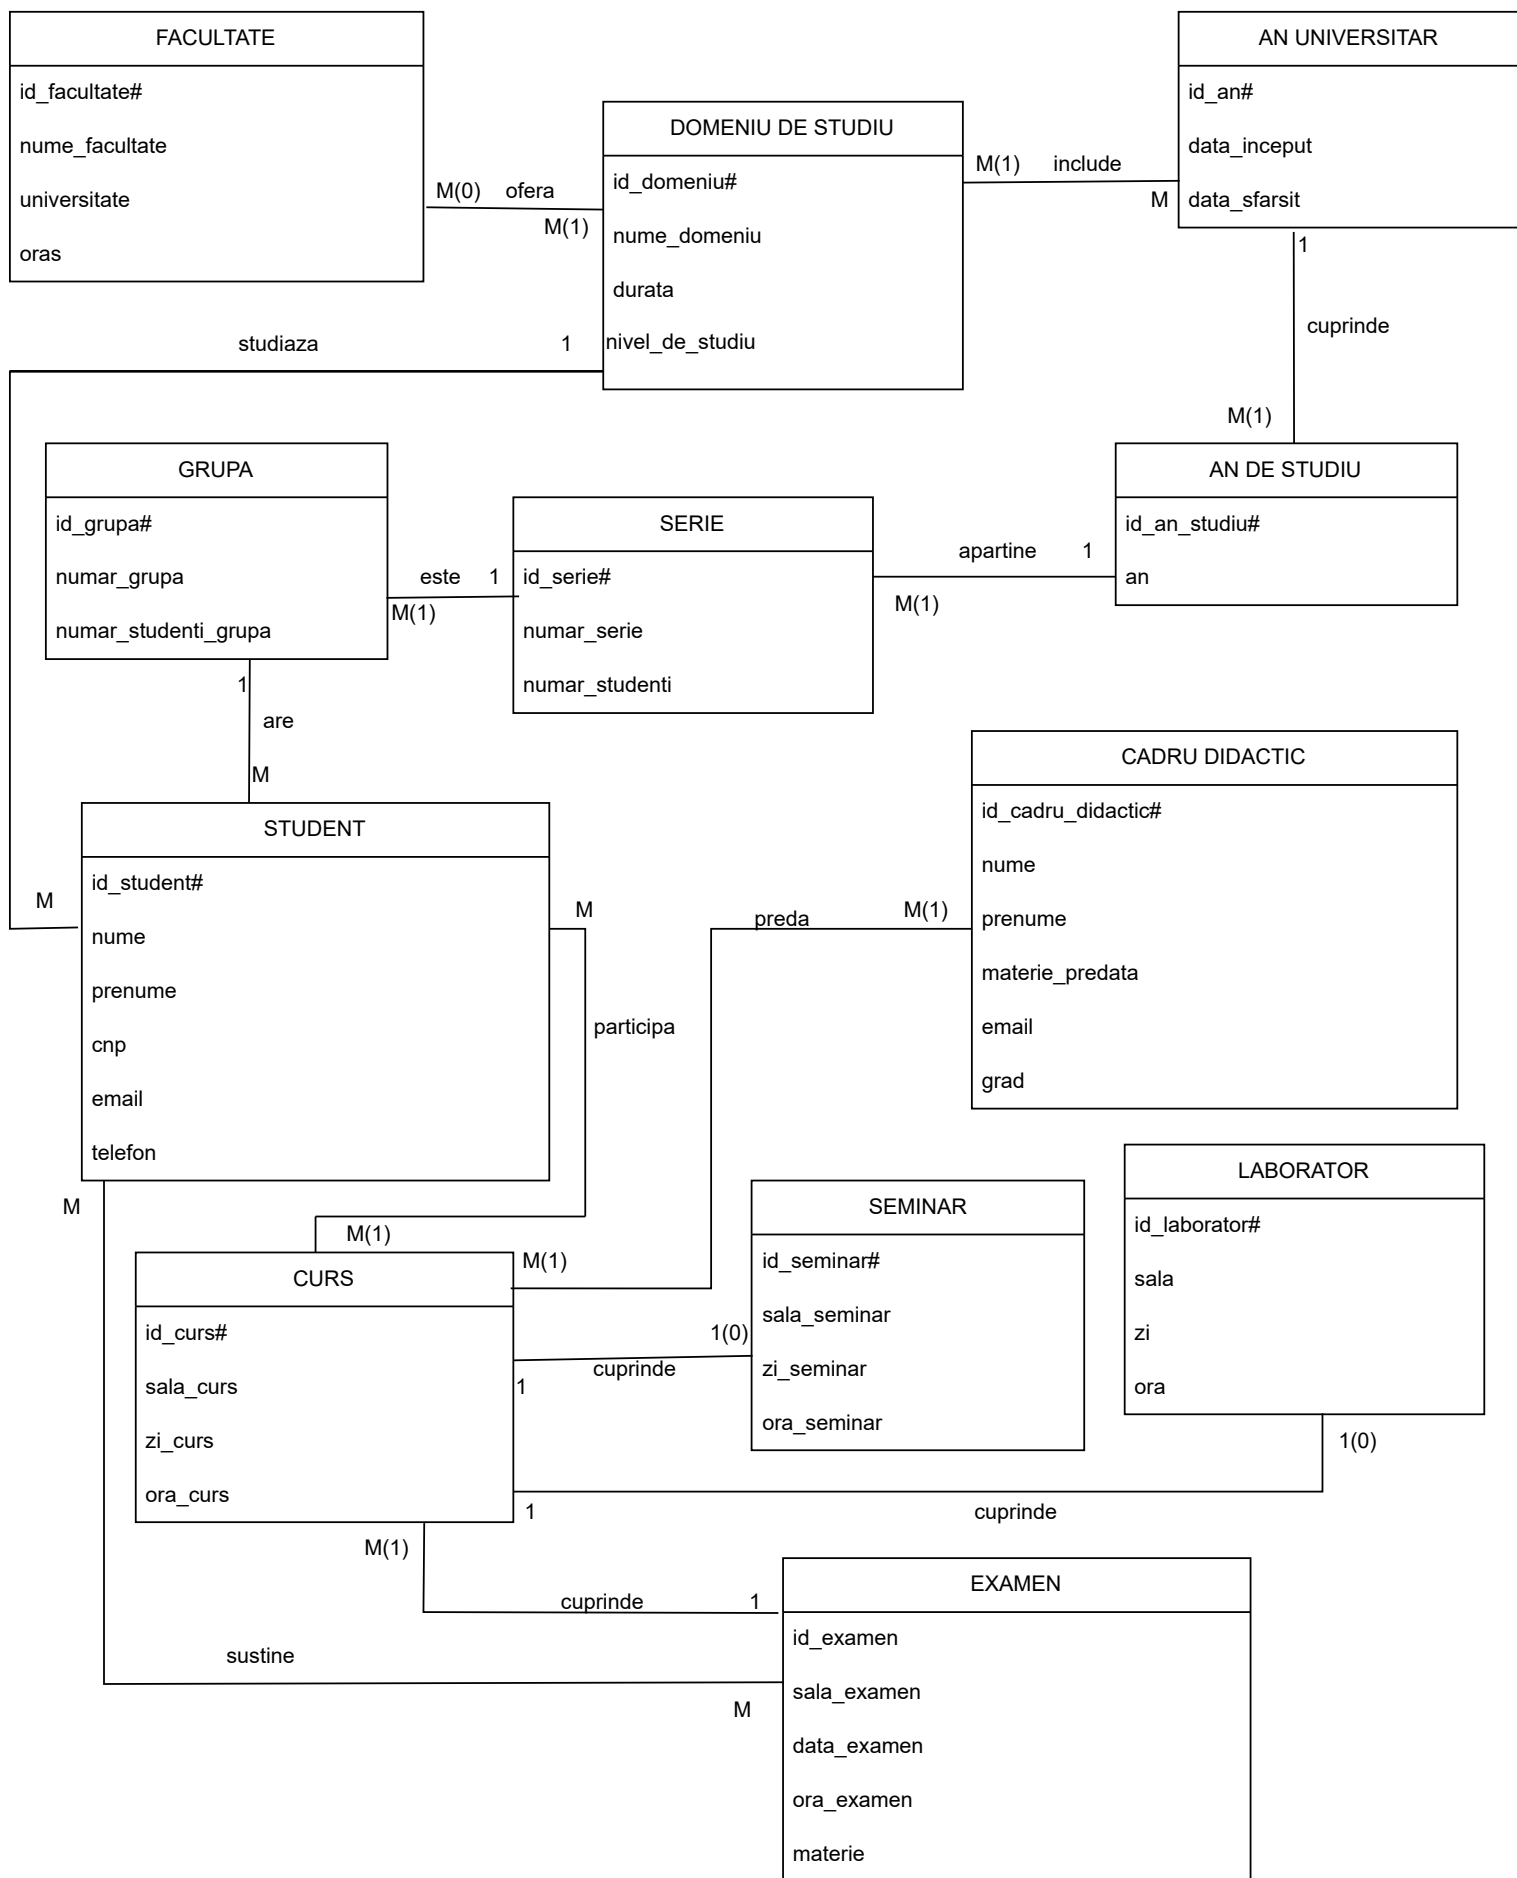 FACULTATE
id_facultate#
nume_facultate
universitate
oras
AN UNIVERSITAR
id_an#
data_inceput
data_sfarsit
DOMENIU DE STUDIU
id_domeniu#
nume_domeniu
durata
nivel_de_studiu
M(0) ofera
M(1)
M(1) include
M
1
cuprinde
M(1)
studiaza 1
GRUPA
id_grupa#
numar_grupa
numar_studenti_grupa
este 1
M(1)
SERIE
id_serie#
numar_serie
numar_studenti
apartine 1
M(1)
AN DE STUDIU
id_an_studiu#
an
1
are
M
STUDENT
id_student#
nume
prenume
cnp
email
telefon
M
M
participa
M(1)
preda M(1)
M(1)
CADRU DIDACTIC
id_cadru_didactic#
nume
prenume
materie_predata
email
grad
M
CURS
id_curs#
sala_curs
zi_curs
ora_curs
1(0)
cuprinde
1
SEMINAR
id_seminar#
sala_seminar
zi_seminar
ora_seminar
LABORATOR
id_laborator#
sala
zi
ora
1(0)
1 cuprinde
M(1)
cuprinde 1
sustine
M
EXAMEN
id_examen
sala_examen
data_examen
ora_examen
materie